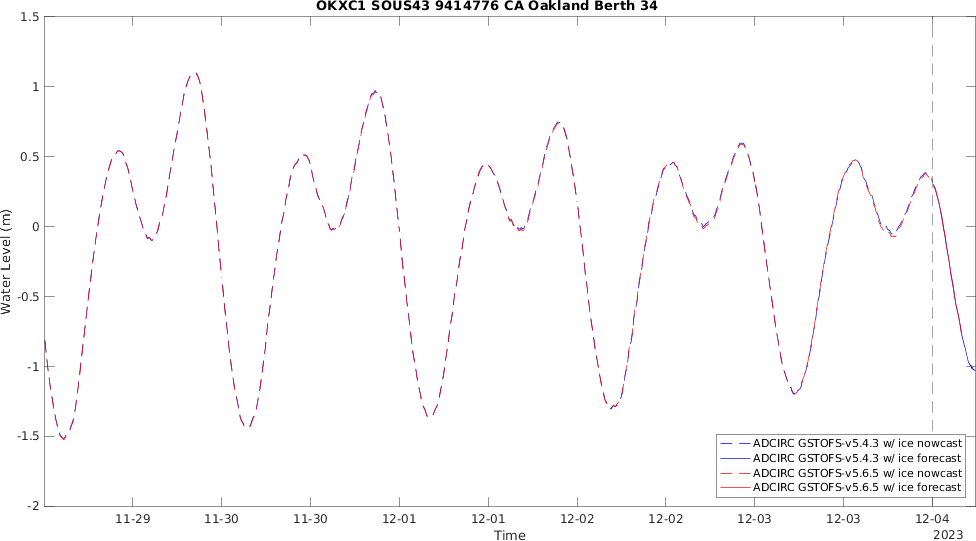 OKXC1 SOUS43 9414776 CA Oakland Berth 34
1.5
1
0.5
0
-0.5
-1
-1.5
-2
Water Level (m)
ADCIRC GSTOFS-v5.4.3 w/ ice nowcast
ADCIRC GSTOFS-v5.4.3 w/ ice forecast
ADCIRC GSTOFS-v5.6.5 w/ ice nowcast
ADCIRC GSTOFS-v5.6.5 w/ ice forecast
11-29 11-30 11-30 12-01 12-01 12-02 12-02 12-03 12-03 12-04
Time 2023